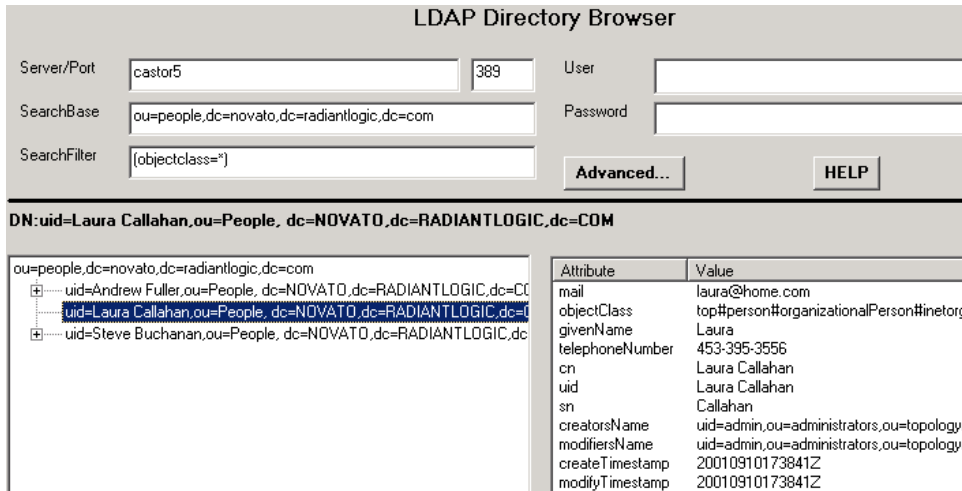 LDAP Directory Browser
Server/Port castor5 389 User
SearchBase ou=people,dc=novato,dc=radiantlogic,dc=com Password
SearchFilter (objectclass=*) Advanced... HELP
DN:uid=Laura Callahan,ou=People, dc=NOVATO,dc=RADIANTLOGIC,dc=COM
ou=people,dc=novato,dc=radiantlogic,dc=com
uid=Andrew Fuller,ou=People, dc=NOVATO,dc=RADIANTLOGIC,dc=CO
uid=Laura Callahan,ou=People, dc=NOVATO,dc=RADIANTLOGIC,dc=C
uid=Steve Buchanan,ou=People, dc=NOVATO,dc=RADIANTLOGIC,dc
Attribute Value
mail laura@home.com
objectClass top#person#organizationalPerson#inetorg
givenName Laura
telephoneNumber 453-395-3556
cn Laura Callahan
uid Laura Callahan
sn Callahan
creatorsName uid=admin,ou=administrators,ou=topology
modifiersName uid=admin,ou=administrators,ou=topology
createTimestamp 20010910173841Z
modifyTimestamp 20010910173841Z